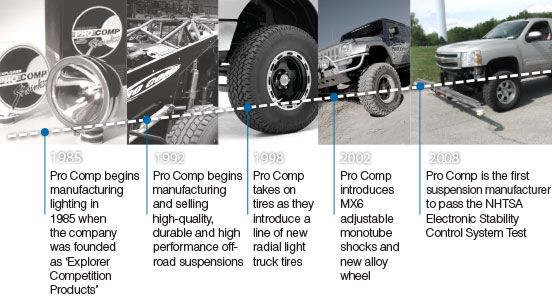 EXPLORER
PRO COMP
PRO COMP
PRO COMP
1985
Pro Comp begins
manufacturing
lighting in
1985 when
the company
was founded
as 'Explorer
Competition
Products'
1992
Pro Comp begins
manufacturing
and selling
high-quality,
durable and high
performance off-
road suspensions
1998
Pro Comp
takes on
tires as they
introduce a
line of new
radial light
truck tires
2002
Pro Comp
introduces
MX6
adjustable
monotube
shocks and
new alloy
wheel
2008
Pro Comp is the first
suspension manufacturer
to pass the NHTSA
Electronic Stability
Control System Test